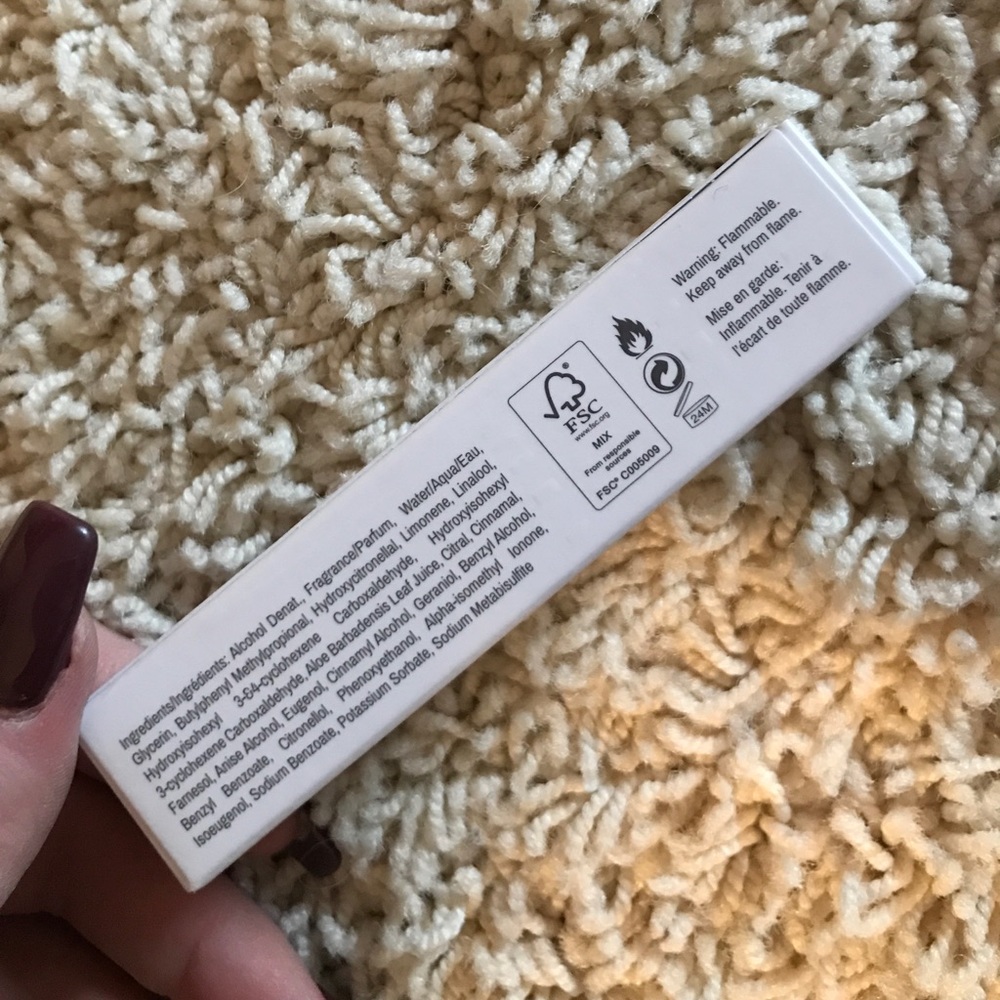 Warning: Flammable.
Keep away from flame.
Mise en garde:
Inflammable. Tenir à
l'écart de toute flamme.
24M
FSC®
www.fsc.org
MIX
From responsible
sources
FSC® C005009
Ingredients/Ingrédients: Alcohol Denat., Fragrance/Parfum, Water/Aqua/Eau,
Glycerin, Butylphenyl Methylpropional, Hydroxycitronellal, Limonene, Linalool,
Hydroxyisohexyl 3-o4-cyclohexene Carboxaldehyde, Hydroxyisohexyl
3-cyclohexene Carboxaldehyde, Aloe Barbadensis Leaf Juice, Citral, Cinnamal,
Farnesol, Anise Alcohol, Eugenol, Cinnamyl Alcohol, Geraniol, Benzyl Alcohol,
Benzyl Benzoate, Citronellol, Phenoxyethanol, Alpha-isomethyl Ionone,
Isoeugenol, Sodium Benzoate, Potassium Sorbate, Sodium Metabisulfite